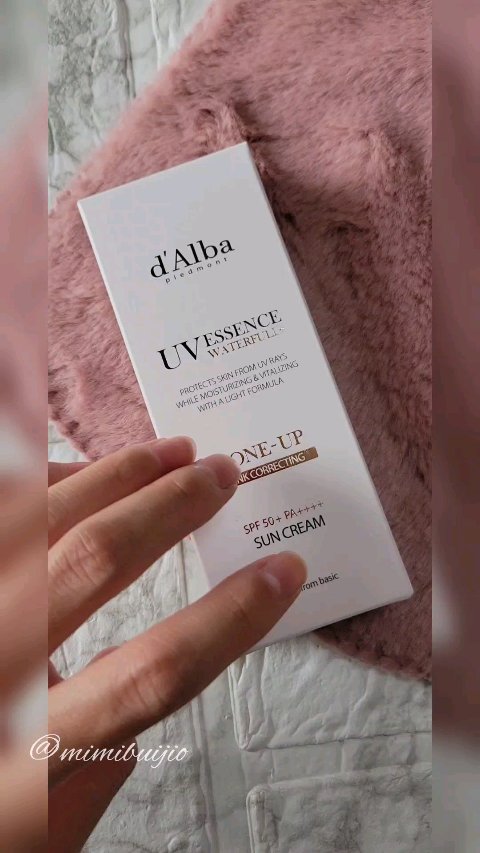 d'Alba
piedmont
UV ESSENCE
WATERFULL+
PROTECTS SKIN FROM UV RAYS
WHILE MOISTURIZING & VITALIZING
WITH A LIGHT FORMULA
ONE-UP
NK CORRECTING
SPF 50+ PA++++
SUN CREAM
from basic
@mimibuijio